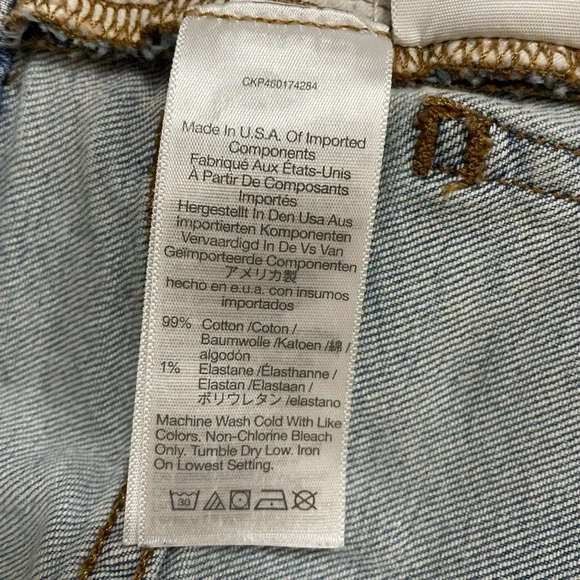 CKP460174284
Made In U.S.A. Of Imported
Components
Fabriqué Aux États-Unis
À Partir De Composants
Importés
Hergestellt In Den Usa Aus
Importierten Komponenten
Vervaardigd In De Vs Van
Geïmporteerde Componenten
アメリカ製
hecho en e.u.a. con insumos
importados
99% Cotton /Coton /
Baumwolle /Katoen /綿 /
algodón
1% Elastane /Élasthanne /
Elastan /Elastaan /
ポリウレタン /elastano
Machine Wash Cold With Like
Colors. Non-Chlorine Bleach
Only. Tumble Dry Low. Iron
On Lowest Setting.
30